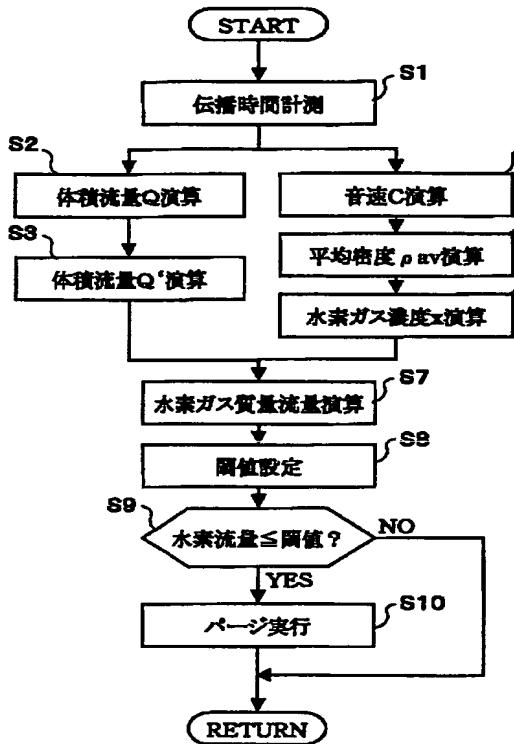 START
S1
伝播時間計測
S2
体積流量Q演算
音速C演算
S3
体積流量Q'演算
平均密度ρav演算
水素ガス濃度x演算
S7
水素ガス質量流量演算
S8
閾値設定
S9
水素流量≦閾値?
NO
YES
S10
パージ実行
RETURN